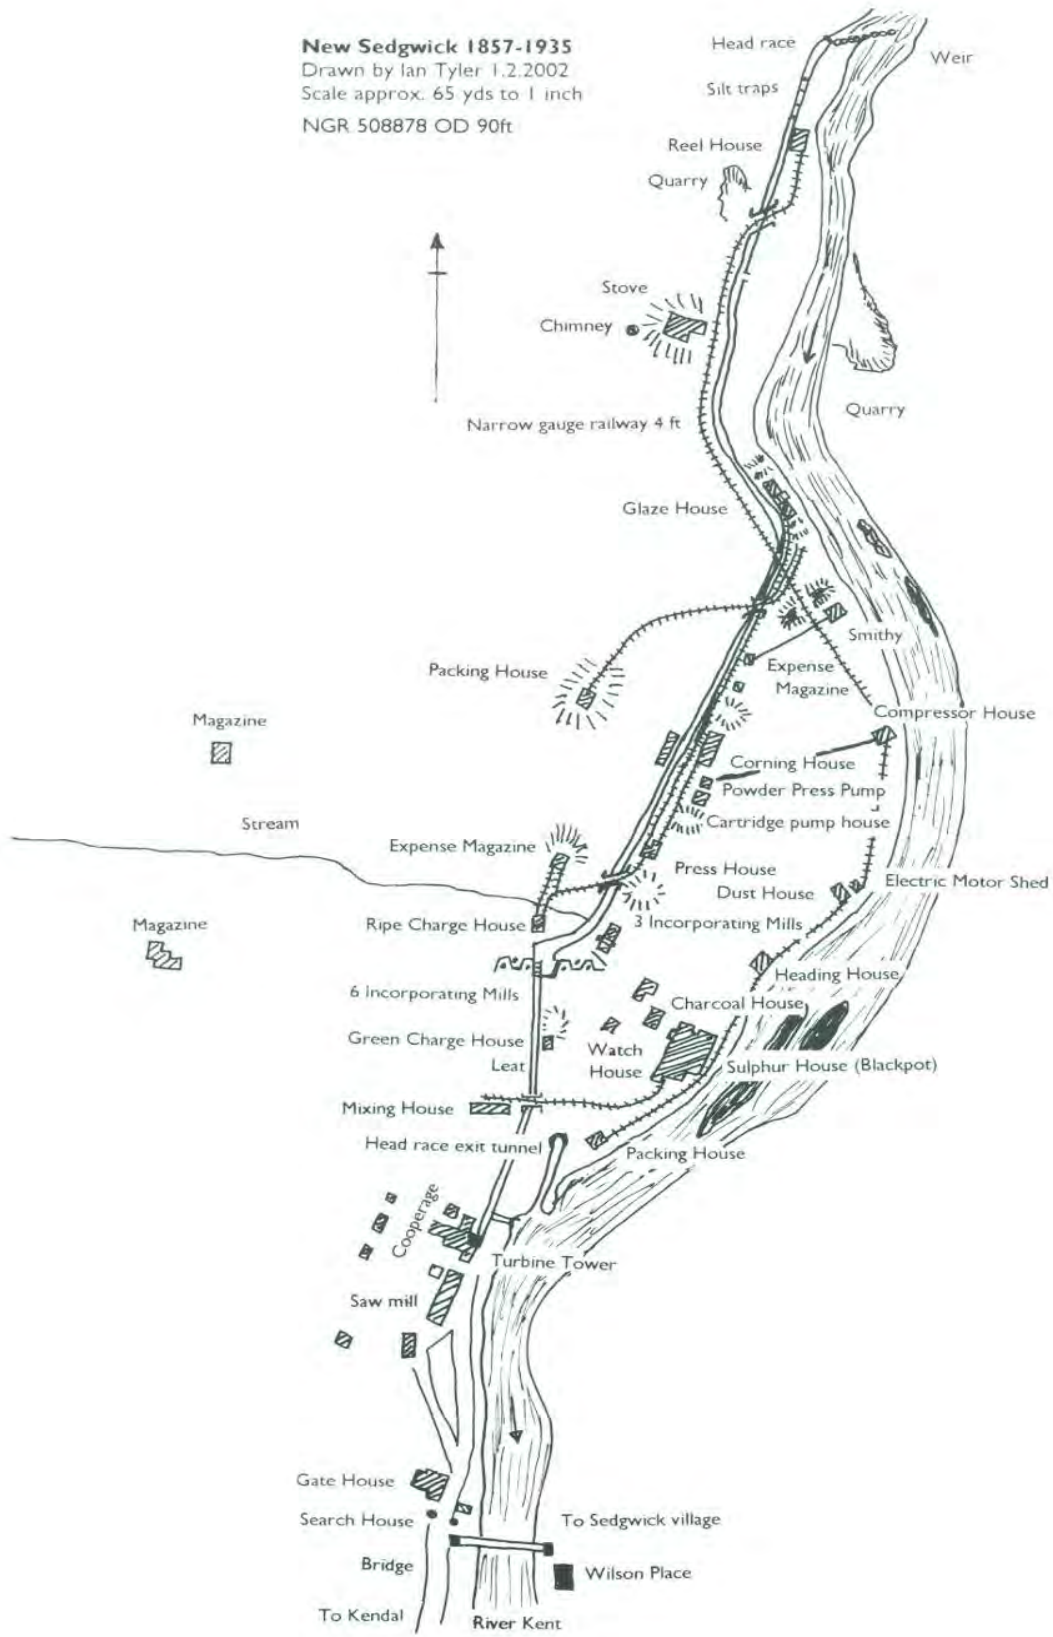 New Sedgwick 1857-1935
Drawn by Ian Tyler 1.2.2002
Scale approx. 65 yds to 1 inch
NGR 508878 OD 90ft
Head race
Weir
Silt traps
Reel House
Quarry
Stove
Chimney
Quarry
Narrow gauge railway 4 ft
Glaze House
Smithy
Packing House
Expense
Magazine
Magazine
Compressor House
Corning House
Powder Press Pump
Stream
Cartridge pump house
Expense Magazine
Press House
Electric Motor Shed
Dust House
Magazine
Ripe Charge House
3 Incorporating Mills
Heading House
6 Incorporating Mills
Charcoal House
Green Charge House
Watch
House
Leat
Sulphur House (Blackpot)
Mixing House
Head race exit tunnel
Packing House
Cooperage
Turbine Tower
Saw mill
Gate House
Search House
To Sedgwick village
Bridge
Wilson Place
To Kendal
River Kent